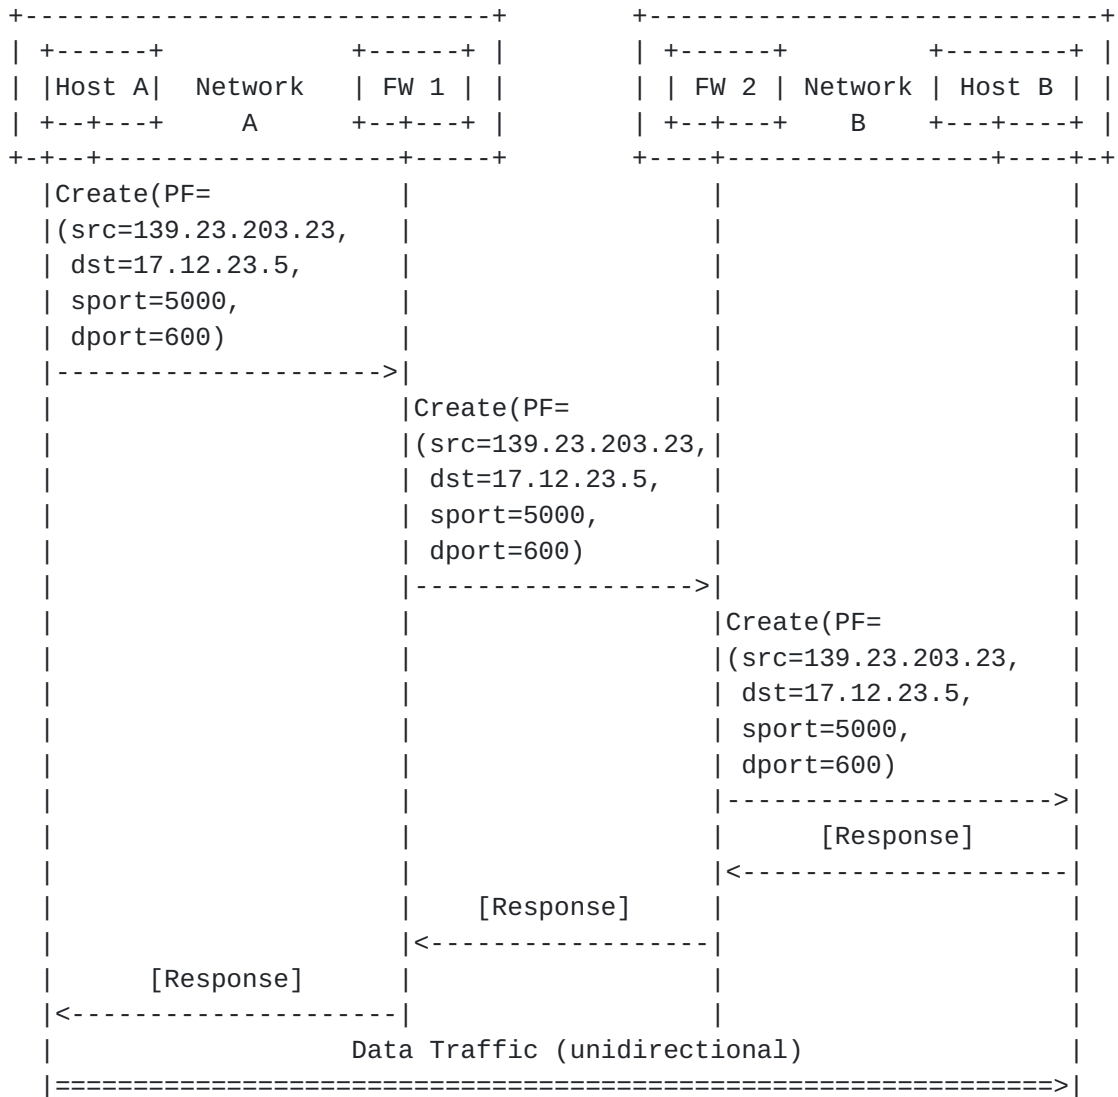 Host A Network FW 1 FW 2 Network Host B
A B
Create(PF=
(src=139.23.203.23,
dst=17.12.23.5,
sport=5000,
dport=600)
Create(PF=
(src=139.23.203.23,
dst=17.12.23.5,
sport=5000,
dport=600)
Create(PF=
(src=139.23.203.23,
dst=17.12.23.5,
sport=5000,
dport=600)
[Response]
[Response]
[Response]
Data Traffic (unidirectional)